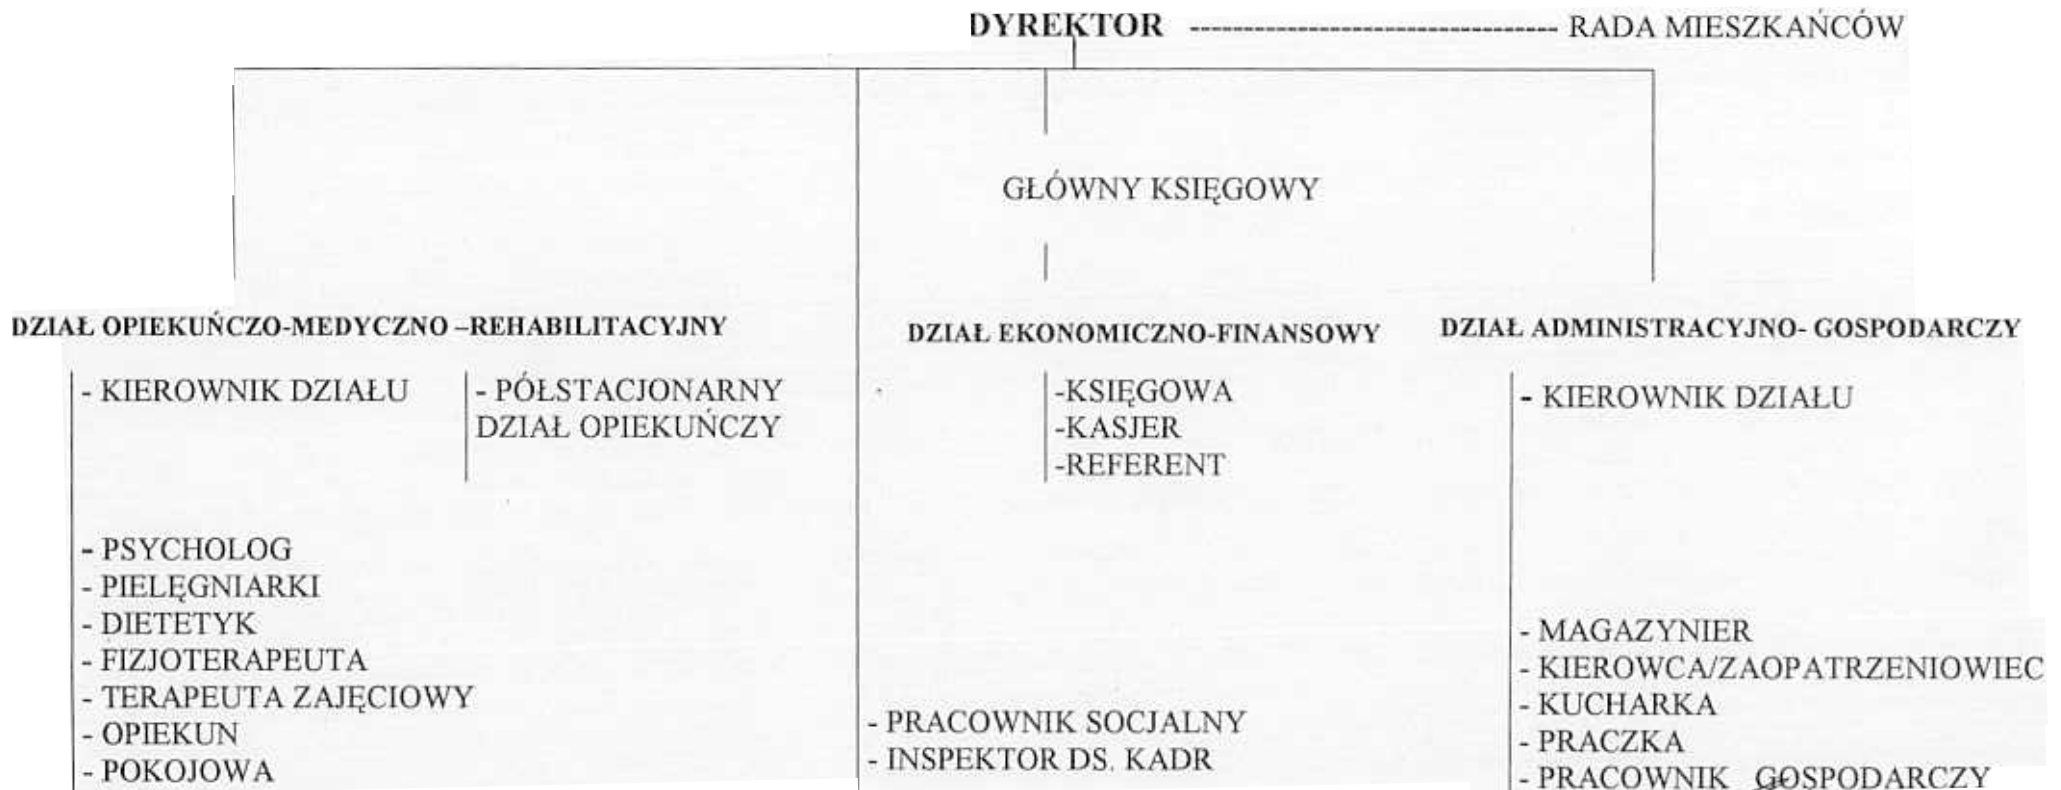 DYREKTOR ------------------------------- RADA MIESZKAŃCÓW
GŁÓWNY KSIĘGOWY
DZIAŁ OPIEKUŃCZO-MEDYCZNO –REHABILITACYJNY
- KIEROWNIK DZIAŁU
- PÓŁSTACJONARNY
DZIAŁ OPIEKUŃCZY
- PSYCHOLOG
- PIELĘGNIARKI
- DIETETYK
- FIZJOTERAPEUTA
- TERAPEUTA ZAJĘCIOWY
- OPIEKUN
- POKOJOWA
DZIAŁ EKONOMICZNO-FINANSOWY
-KSIĘGOWA
-KASJER
-REFERENT
- PRACOWNIK SOCJALNY
- INSPEKTOR DS. KADR
DZIAŁ ADMINISTRACYJNO- GOSPODARCZY
- KIEROWNIK DZIAŁU
- MAGAZYNIER
- KIEROWCA/ZAOPATRZENIOWIEC
- KUCHARKA
- PRACZKA
- PRACOWNIK GOSPODARCZY